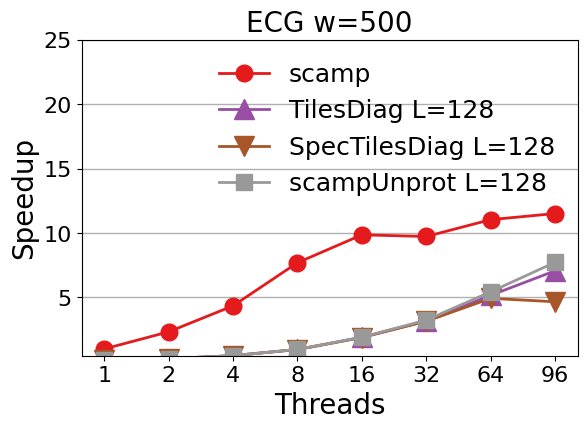 ECG w=500
Speedup
25
20
15
10
5
scamp
TilesDiag L=128
SpecTilesDiag L=128
scampUnprot L=128
1 2 4 8 16 32 64 96
Threads